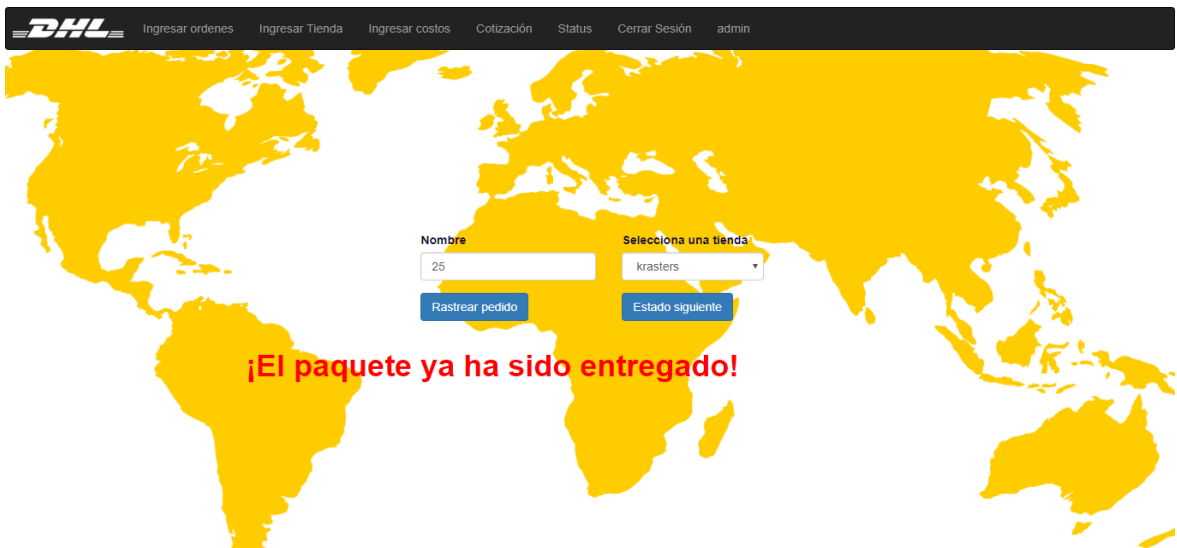 DHL Ingresar ordenes Ingresar Tienda Ingresar costos Cotización Status Cerrar Sesión admin
Nombre Selecciona una tienda
25 krasters
Rastrear pedido Estado siguiente
¡El paquete ya ha sido entregado!